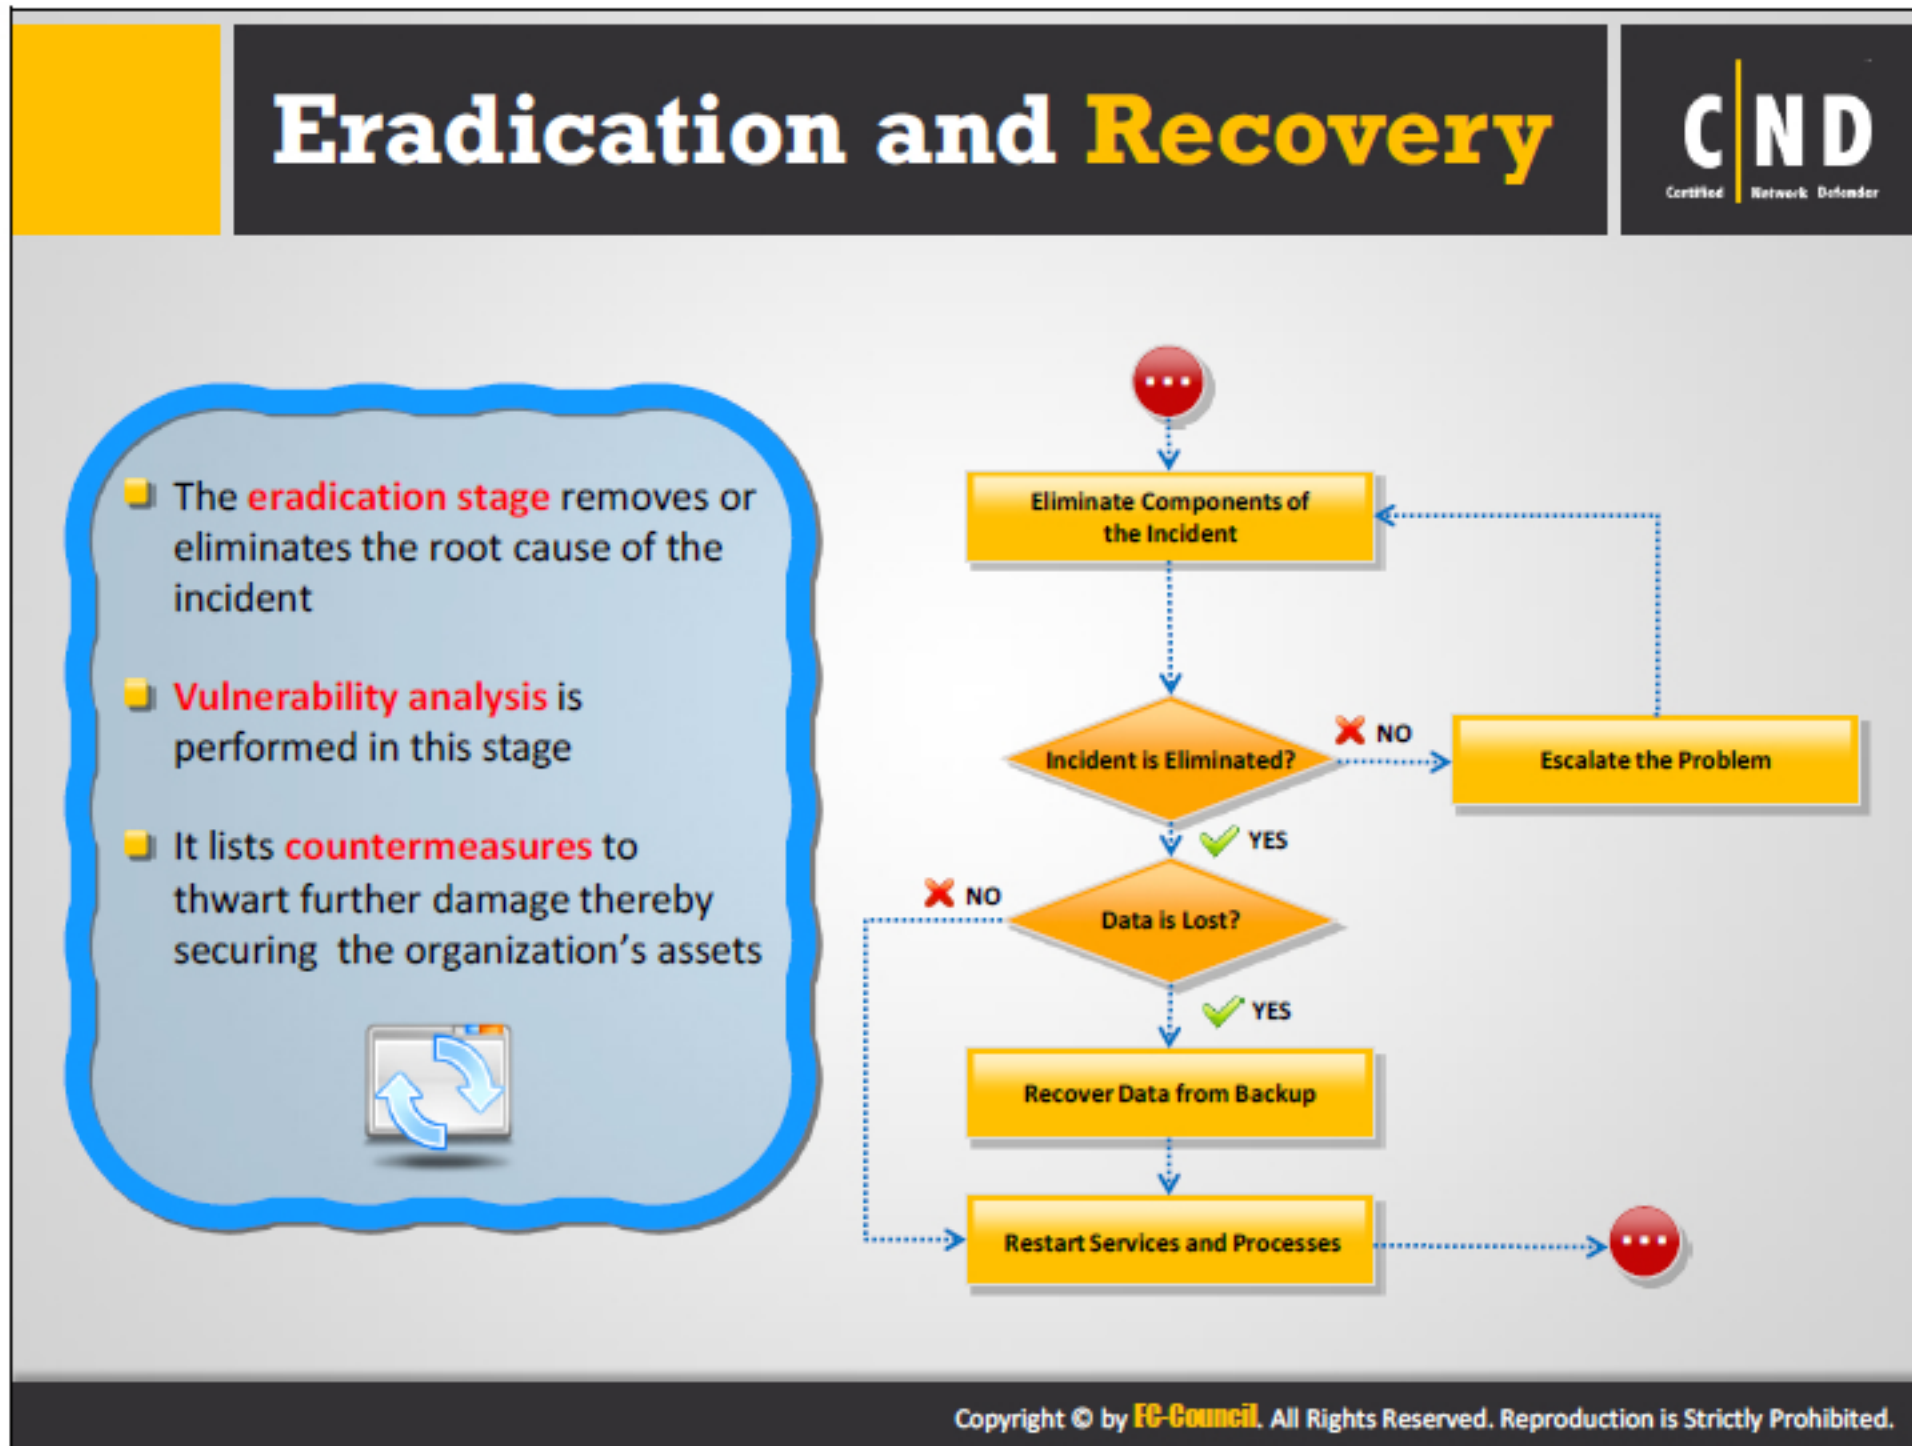 Eradication and Recovery
C ND
Certified Network Defender
The eradication stage removes or
eliminates the root cause of the
incident
Vulnerability analysis is
performed in this stage
It lists countermeasures to
thwart further damage thereby
securing the organization's assets
Eliminate Components of
the Incident
Incident is Eliminated?
NO
Escalate the Problem
YES
NO
Data is Lost?
YES
Recover Data from Backup
Restart Services and Processes
Copyright © by EC-Council. All Rights Reserved. Reproduction is Strictly Prohibited.